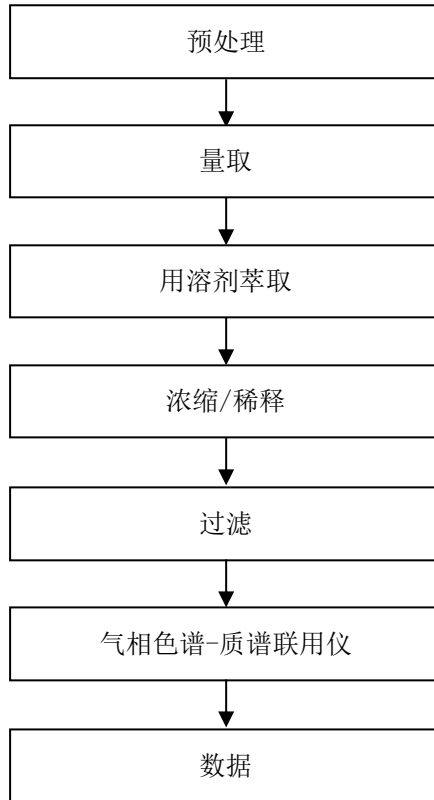 预处理
量取
用溶剂萃取
浓缩/稀释
过滤
气相色谱-质谱联用仪
数据